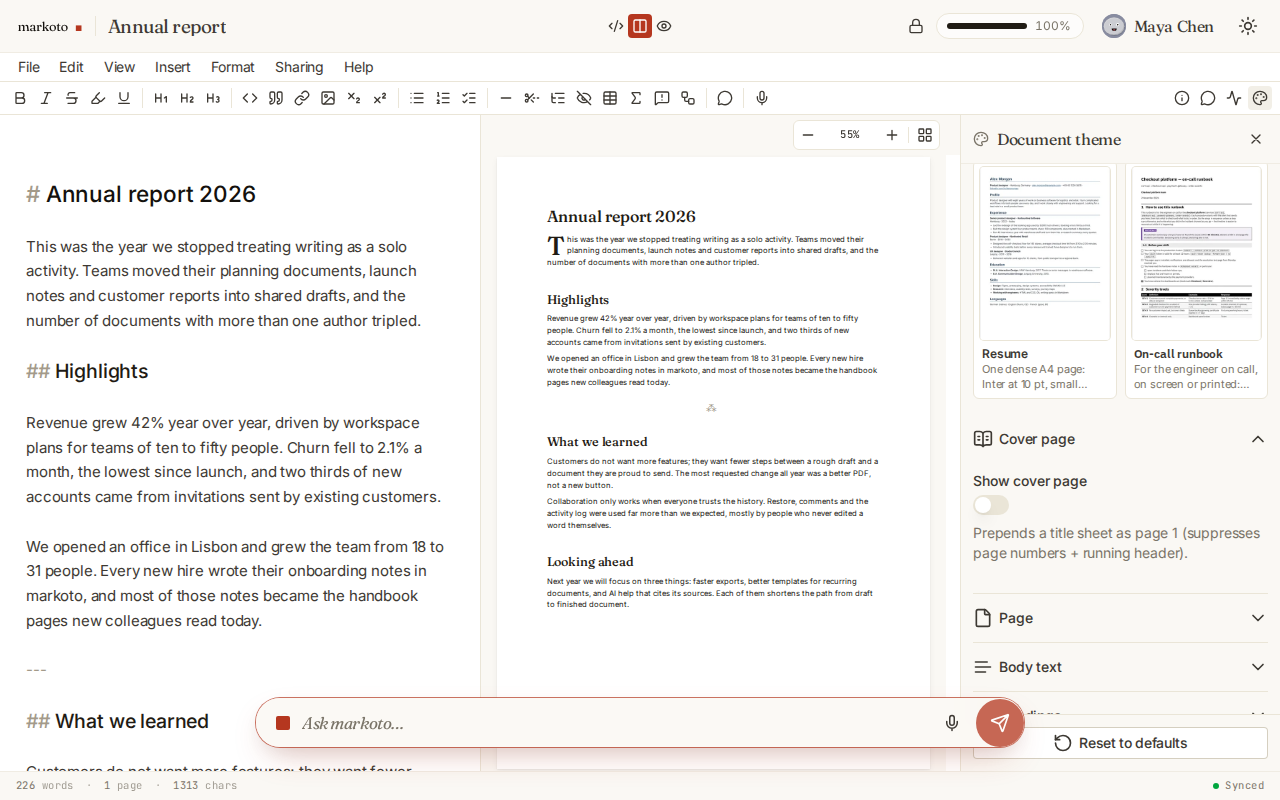 markoto
Annual report
100%
Maya Chen
File Edit View Insert Format Sharing Help
H1 H2 H3
55%
# Annual report 2026
This was the year we stopped treating writing as a solo
activity. Teams moved their planning documents, launch
notes and customer reports into shared drafts, and the
number of documents with more than one author tripled.
## Highlights
Revenue grew 42% year over year, driven by workspace
plans for teams of ten to fifty people. Churn fell to 2.1% a
month, the lowest since launch, and two thirds of new
accounts came from invitations sent by existing customers.
We opened an office in Lisbon and grew the team from 18 to
31 people. Every new hire wrote their onboarding notes in
markoto, and most of those notes became the handbook
pages new colleagues read today.
---
## What we learned
Customers do not want more features; they want fewer
Annual report 2026
This was the year we stopped treating writing as a solo activity. Teams moved their
planning documents, launch notes and customer reports into shared drafts, and the
number of documents with more than one author tripled.
Highlights
Revenue grew 42% year over year, driven by workspace plans for teams of ten to fifty
people. Churn fell to 2.1% a month, the lowest since launch, and two thirds of new
accounts came from invitations sent by existing customers.
We opened an office in Lisbon and grew the team from 18 to 31 people. Every new hire
wrote their onboarding notes in markoto, and most of those notes became the handbook
pages new colleagues read today.
What we learned
Customers do not want more features; they want fewer steps between a rough draft and a
document they are proud to send. The most requested change all year was a better PDF,
not a new button.
Collaboration only works when everyone trusts the history. Restore, comments and the
activity log were used far more than we expected, mostly by people who never edited a
word themselves.
Looking ahead
Next year we will focus on three things: faster exports, better templates for recurring
documents, and AI help that cites its sources. Each of them shortens the path from draft
to finished document.
Document theme
Alex Morgan
Profile
Experience
Education
Skills
Languages
Resume
One dense A4 page:
Inter at 10 pt, small...
Checkout platform — on-call runbook
On-call runbook
For the engineer on call,
on screen or printed:...
Cover page
Show cover page
Prepends a title sheet as page 1 (suppresses
page numbers + running header).
Page
Body text
Reset to defaults
Ask markoto...
226 words · 1 page · 1313 chars
Synced